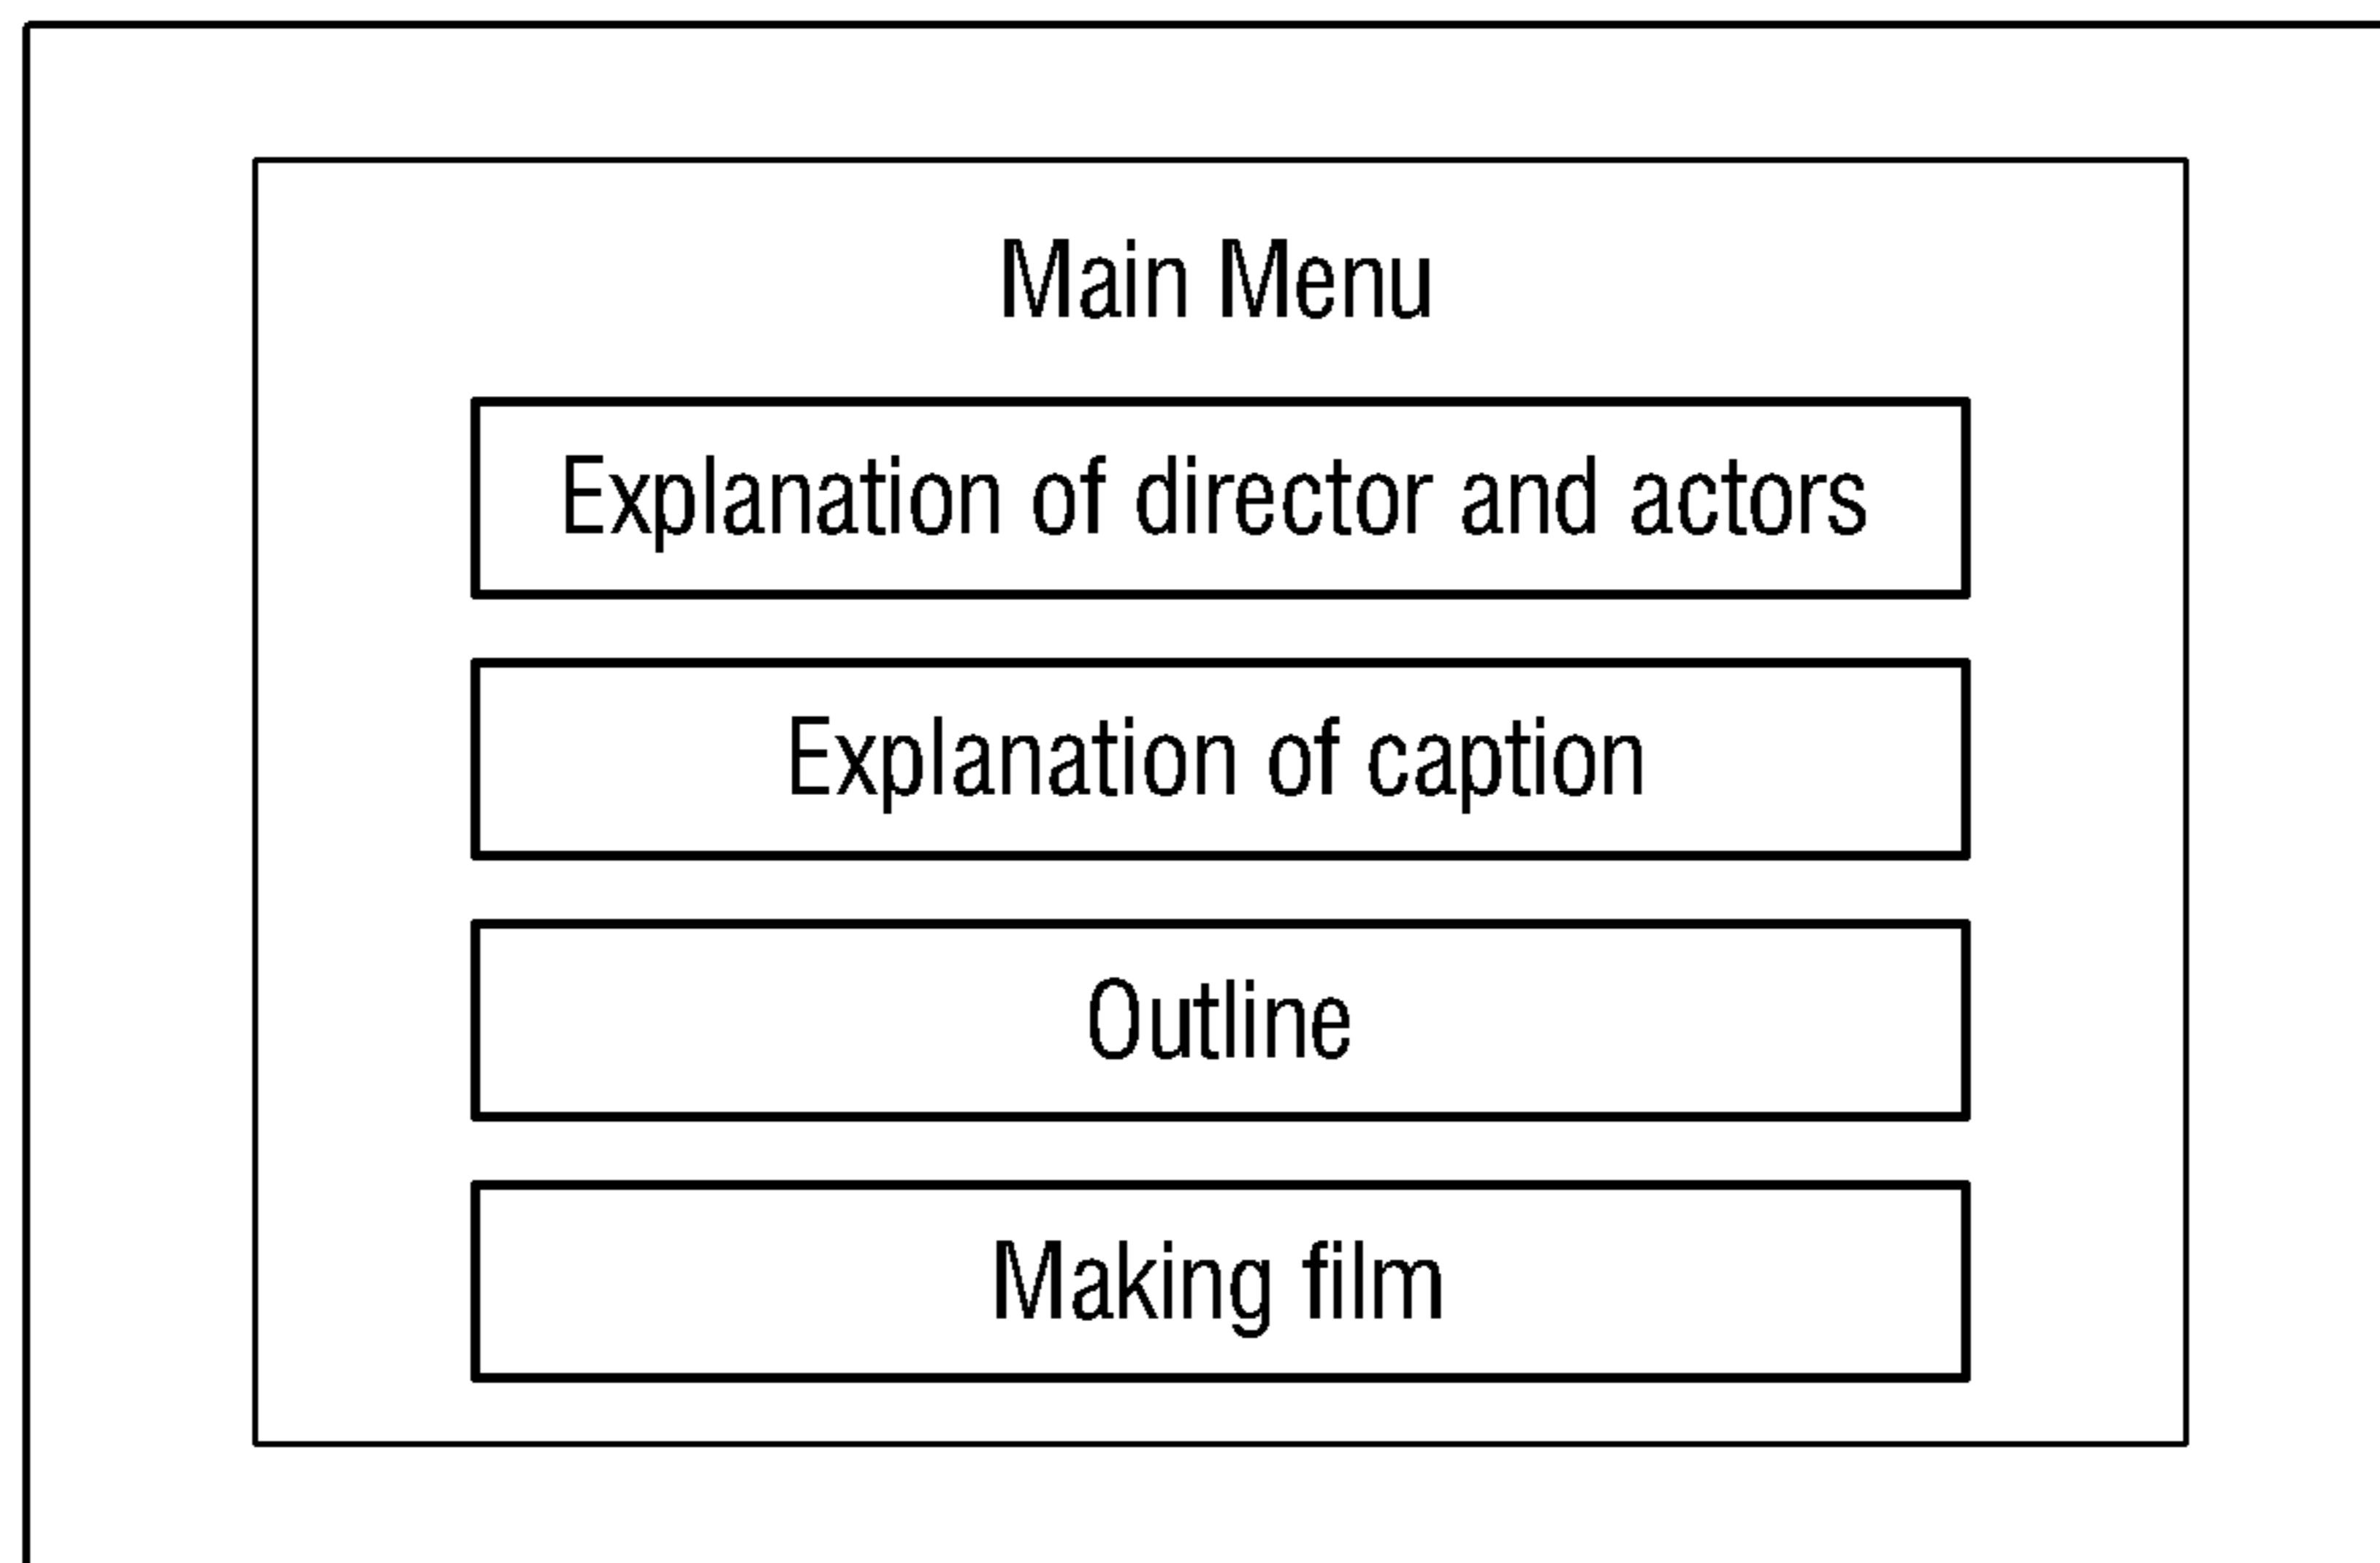 Main Menu
Explanation of director and actors
Explanation of caption
Outline
Making film